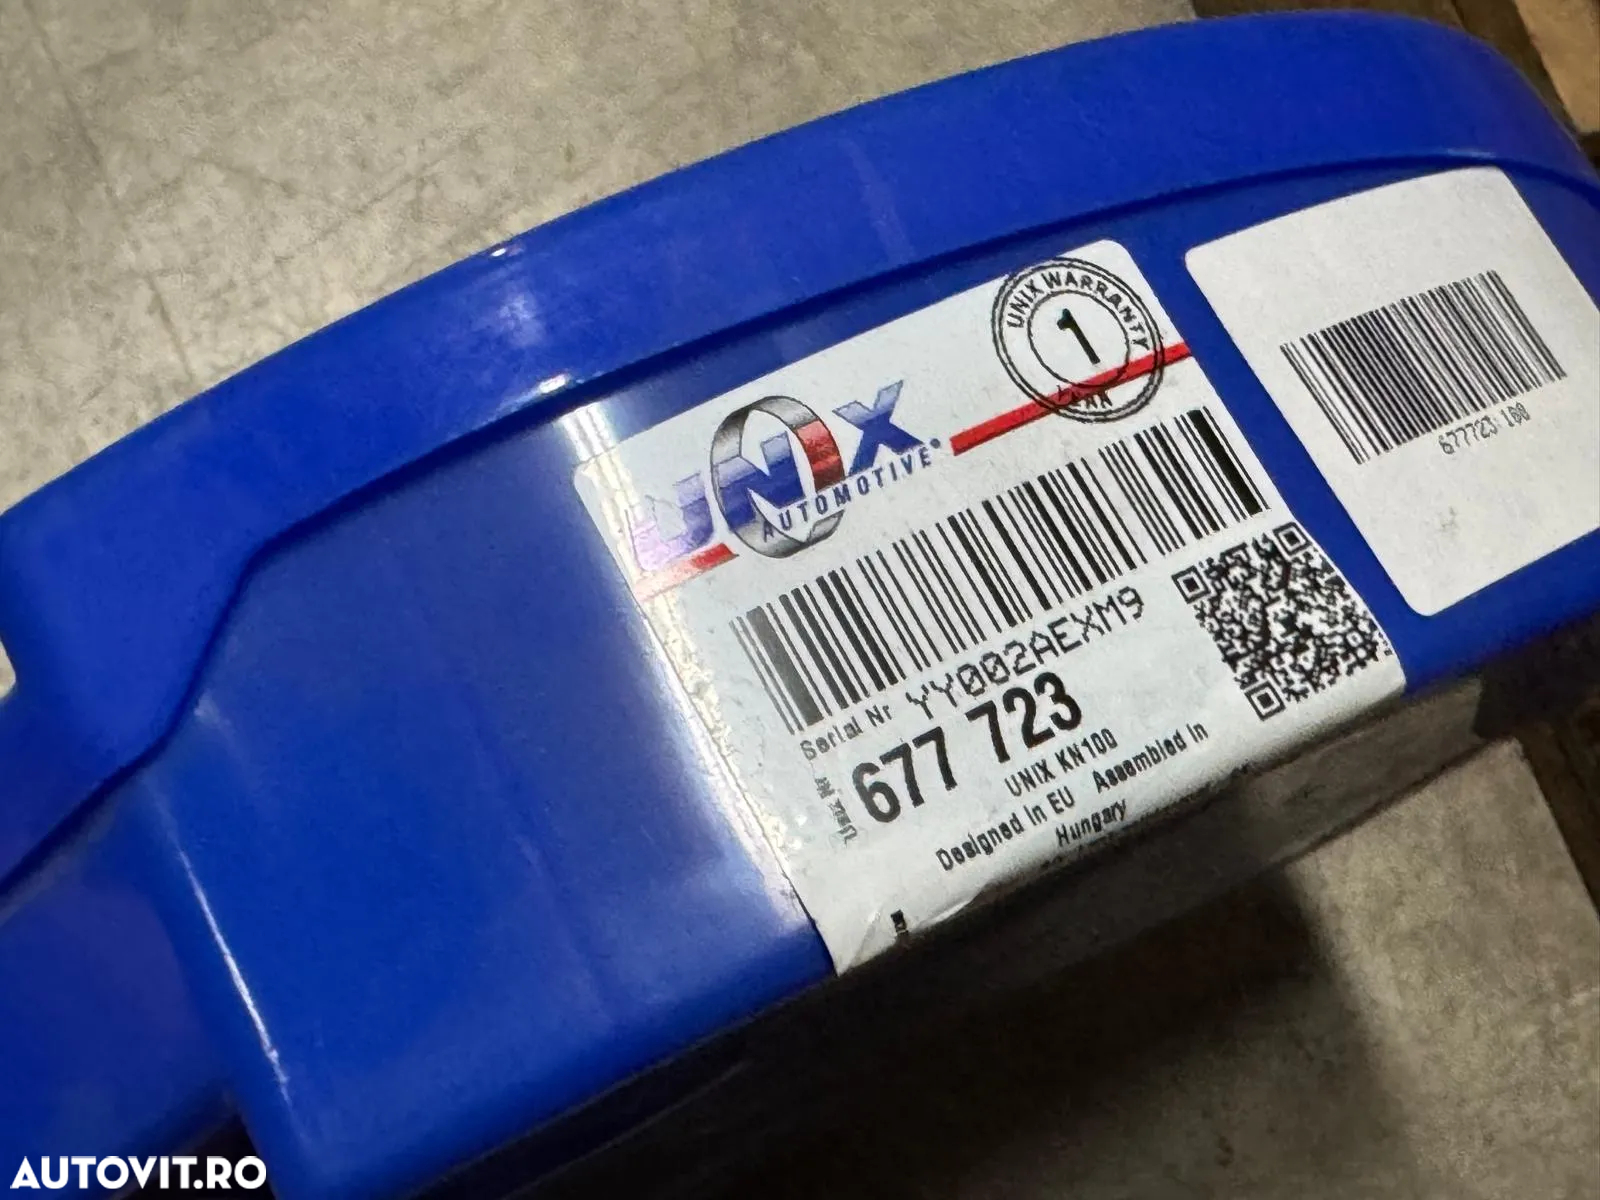 UNIX WARRANTY
1
YEAR
UNIX
AUTOMOTIVE
Serial Nr YY002AEXM9
Unix Nr 677 723
UNIX KN100
Designed in EU Assembled in
Hungary
677723:100
AUTOVIT.RO